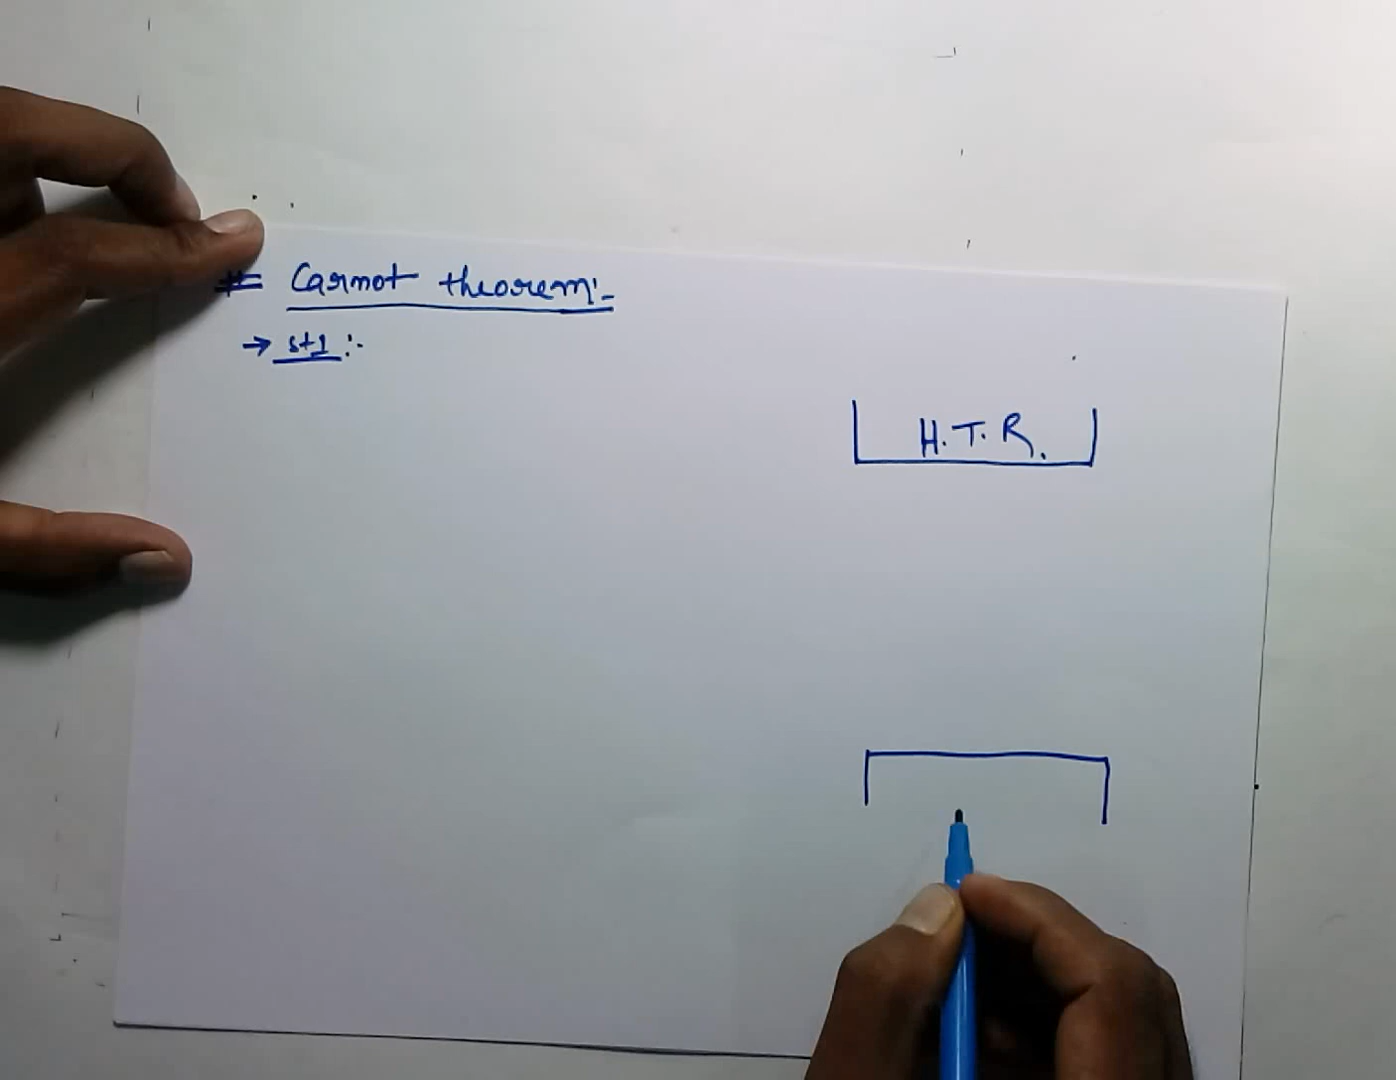 # Carnot theorem:-
→ st1:-
H.T.R.